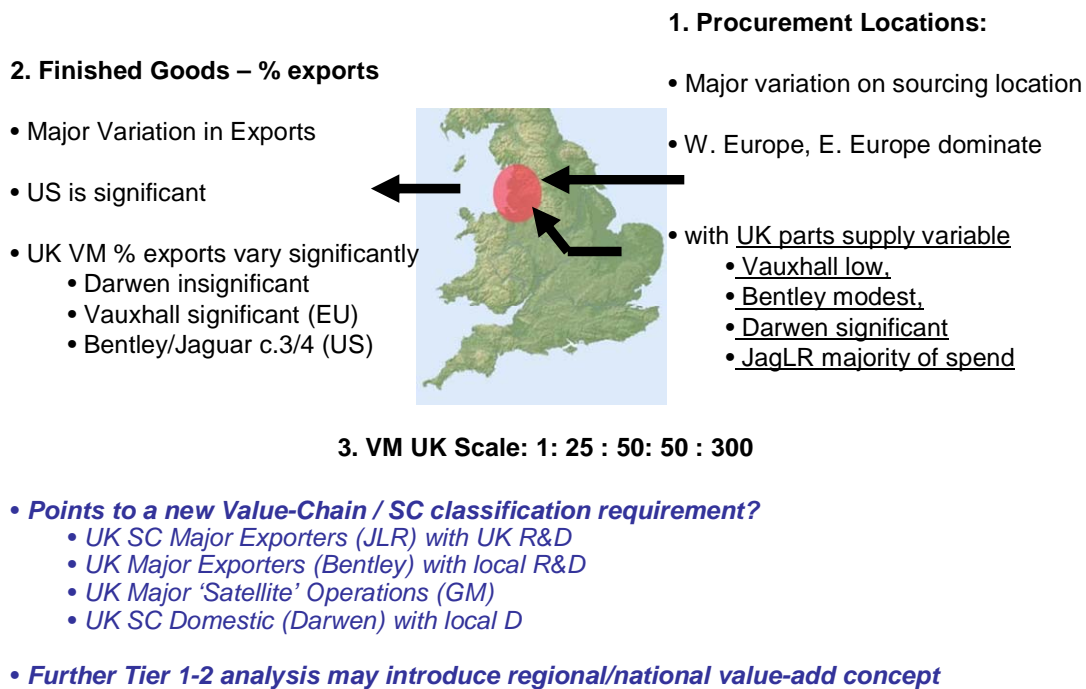 1. Procurement Locations:
• Major variation on sourcing location
• W. Europe, E. Europe dominate
• with UK parts supply variable
• Vauxhall low,
• Bentley modest,
• Darwen significant
• JagLR majority of spend
2. Finished Goods – % exports
• Major Variation in Exports
• US is significant
• UK VM % exports vary significantly
• Darwen insignificant
• Vauxhall significant (EU)
• Bentley/Jaguar c.3/4 (US)
3. VM UK Scale: 1: 25 : 50: 50 : 300
• Points to a new Value-Chain / SC classification requirement?
• UK SC Major Exporters (JLR) with UK R&D
• UK Major Exporters (Bentley) with local R&D
• UK Major ‘Satellite’ Operations (GM)
• UK SC Domestic (Darwen) with local D
• Further Tier 1-2 analysis may introduce regional/national value-add concept